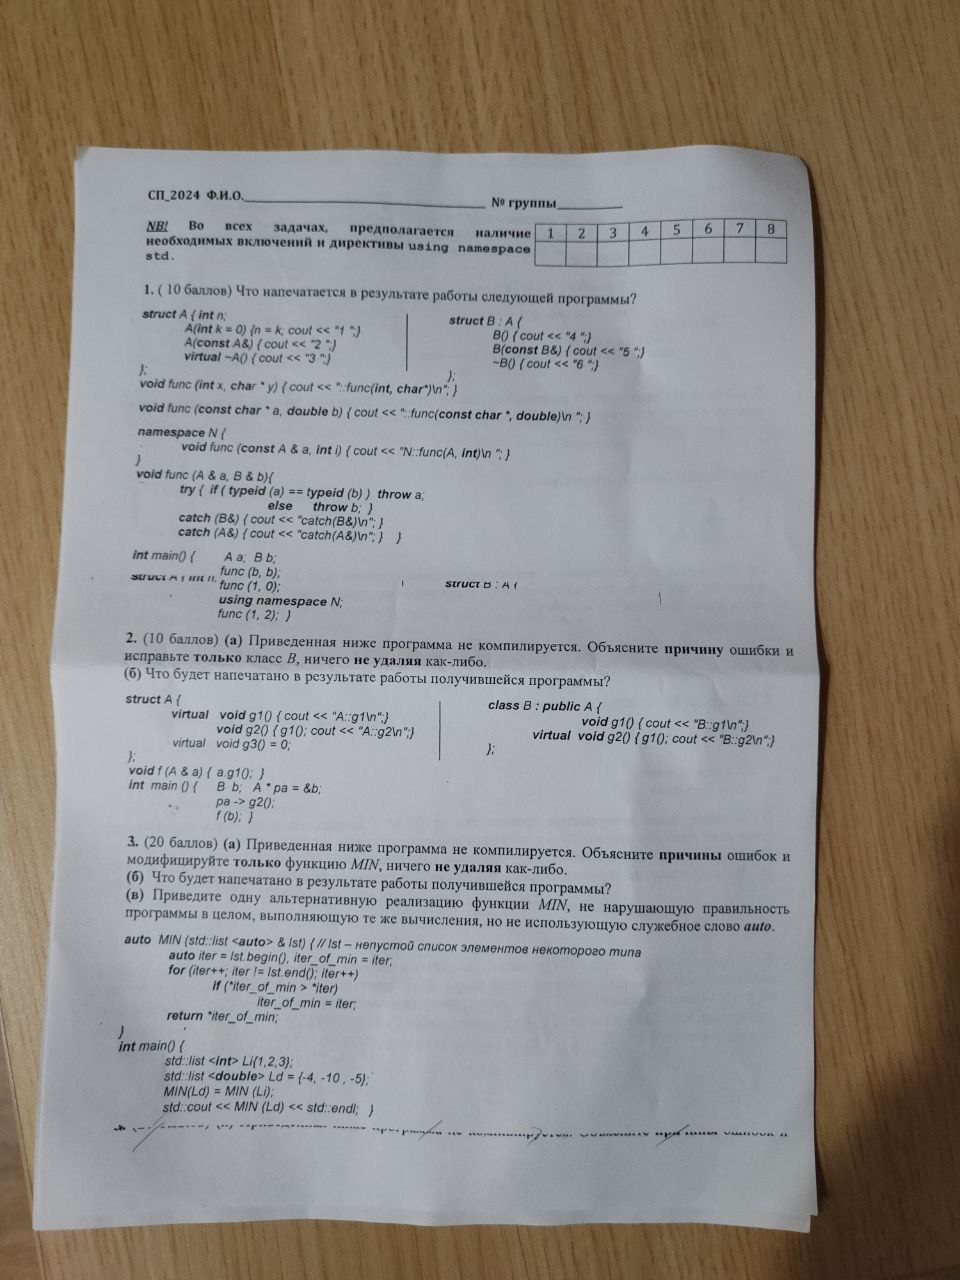 СП_2024 Ф.И.О.____________ № группы________
NB! Во всех задачах, предполагается наличие
необходимых включений и директивы using namespace
std.
1 2 3 4 5 6 7 8
1. ( 10 баллов) Что напечатается в результате работы следующей программы?
struct A { int n;
A(int k = 0) {n = k; cout << "1 ";}
A(const A&) { cout << "2 ";}
virtual ~A() { cout << "3 ";}
};
struct B : A {
B() { cout << "4 ";}
B(const B&) { cout << "5 ";}
~B() { cout << "6 ";}
};
void func (int x, char * y) { cout << "::func(int, char*)\n"; }
void func (const char * a, double b) { cout << "::func(const char *, double)\n "; }
namespace N {
void func (const A & a, int i) { cout << "N::func(A, int)\n "; }
}
void func (A & a, B & b){
try { if ( typeid (a) == typeid (b) ) throw a;
else throw b; }
catch (B&) { cout << "catch(B&)\n"; }
catch (A&) { cout << "catch(A&)\n"; } }
int main() { A a; B b;
func (b, b);
func (1, 0);
using namespace N;
func (1, 2); }
struct A { int n;
struct B : A {
2. (10 баллов) (а) Приведенная ниже программа не компилируется. Объясните причину ошибки и
исправьте только класс B, ничего не удаляя как-либо.
(б) Что будет напечатано в результате работы получившейся программы?
struct A {
virtual void g1() { cout << "A::g1\n";}
void g2() { g1(); cout << "A::g2\n";}
virtual void g3() = 0;
};
class B : public A {
void g1() { cout << "B::g1\n";}
virtual void g2() { g1(); cout << "B::g2\n";}
};
void f (A & a) { a.g1(); }
int main () { B b; A * pa = &b;
pa -> g2();
f (b); }
3. (20 баллов) (а) Приведенная ниже программа не компилируется. Объясните причины ошибок и
модифицируйте только функцию MIN, ничего не удаляя как-либо.
(б) Что будет напечатано в результате работы получившейся программы?
(в) Приведите одну альтернативную реализацию функции MIN, не нарушающую правильность
программы в целом, выполняющую те же вычисления, но не использующую служебное слово auto.
auto MIN (std::list <auto> & lst) { // lst – непустой список элементов некоторого типа
auto iter = lst.begin(), iter_of_min = iter;
for (iter++; iter != lst.end(); iter++)
if (*iter_of_min > *iter)
iter_of_min = iter;
return *iter_of_min;
}
int main() {
std::list <int> Li{1,2,3};
std::list <double> Ld = {-4, -10 , -5};
MIN(Ld) = MIN (Li);
std::cout << MIN (Ld) << std::endl; }